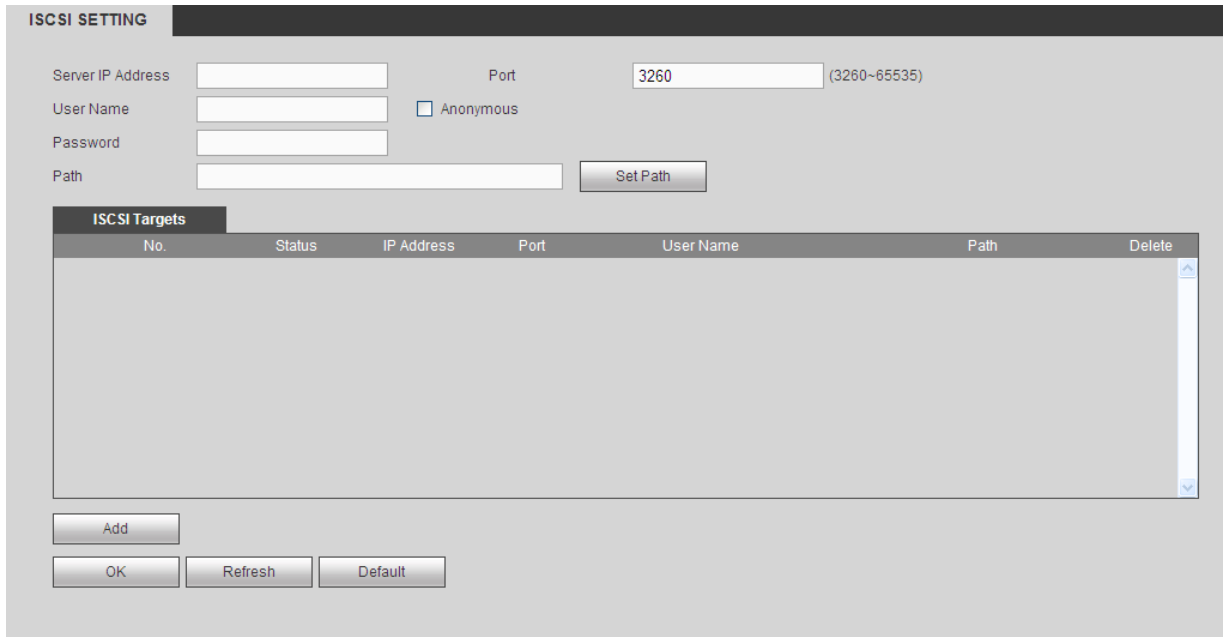 ISCSI SETTING
Server IP Address Port 3260 (3260~65535)
User Name Anonymous
Password
Path Set Path
ISCSI Targets
No. Status IP Address Port User Name Path Delete
Add
OK Refresh Default